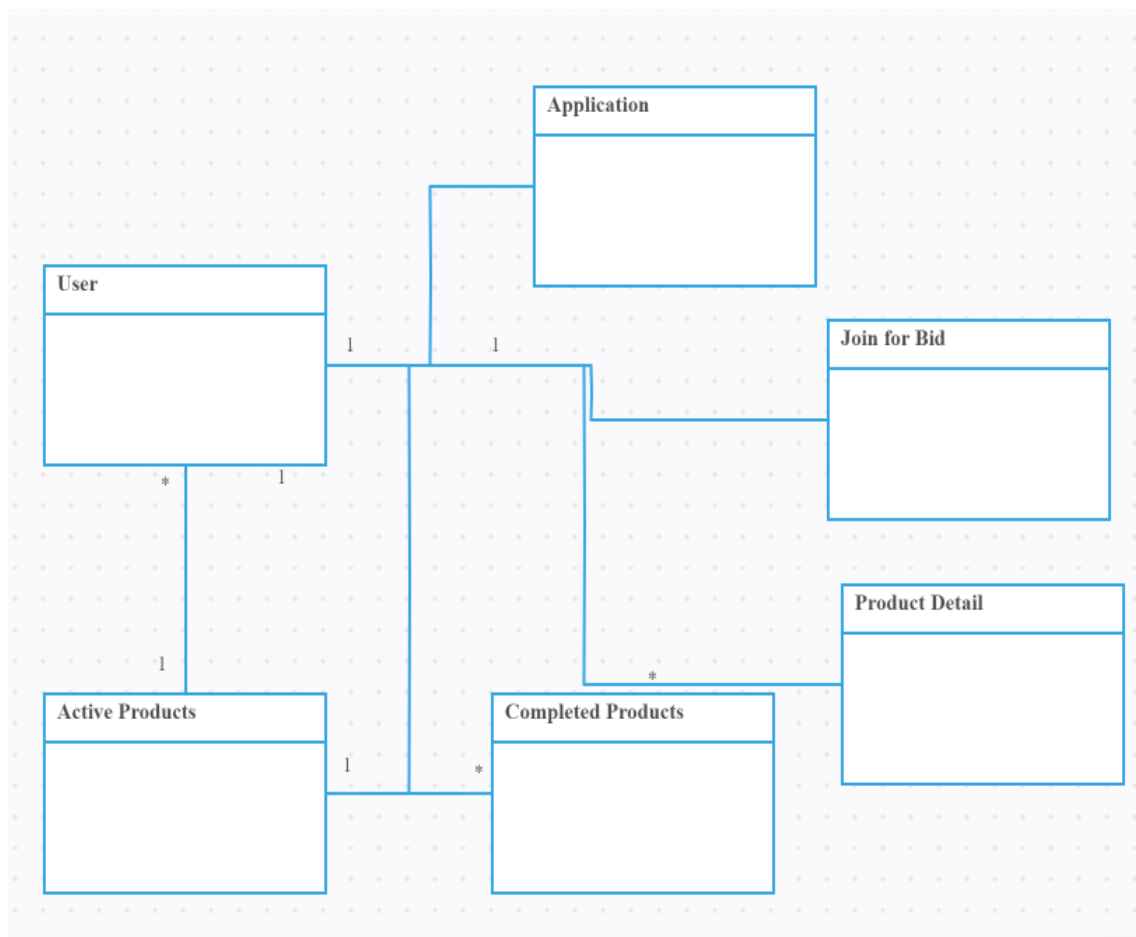 Application
User
Join for Bid
1
1
*
1
Product Detail
1
*
Active Products
Completed Products
1
*